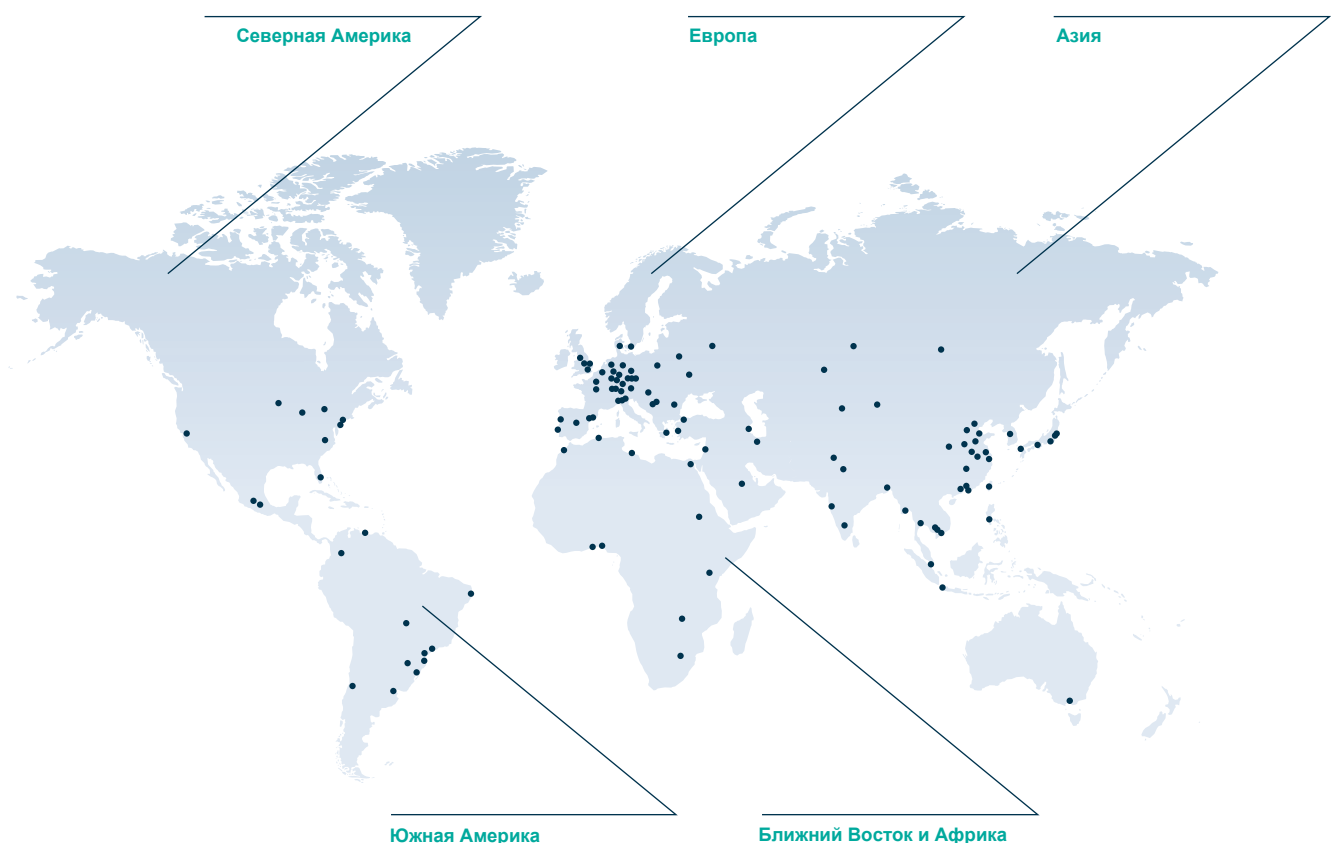 Северная Америка
Европа
Азия
Южная Америка
Ближний Восток и Африка